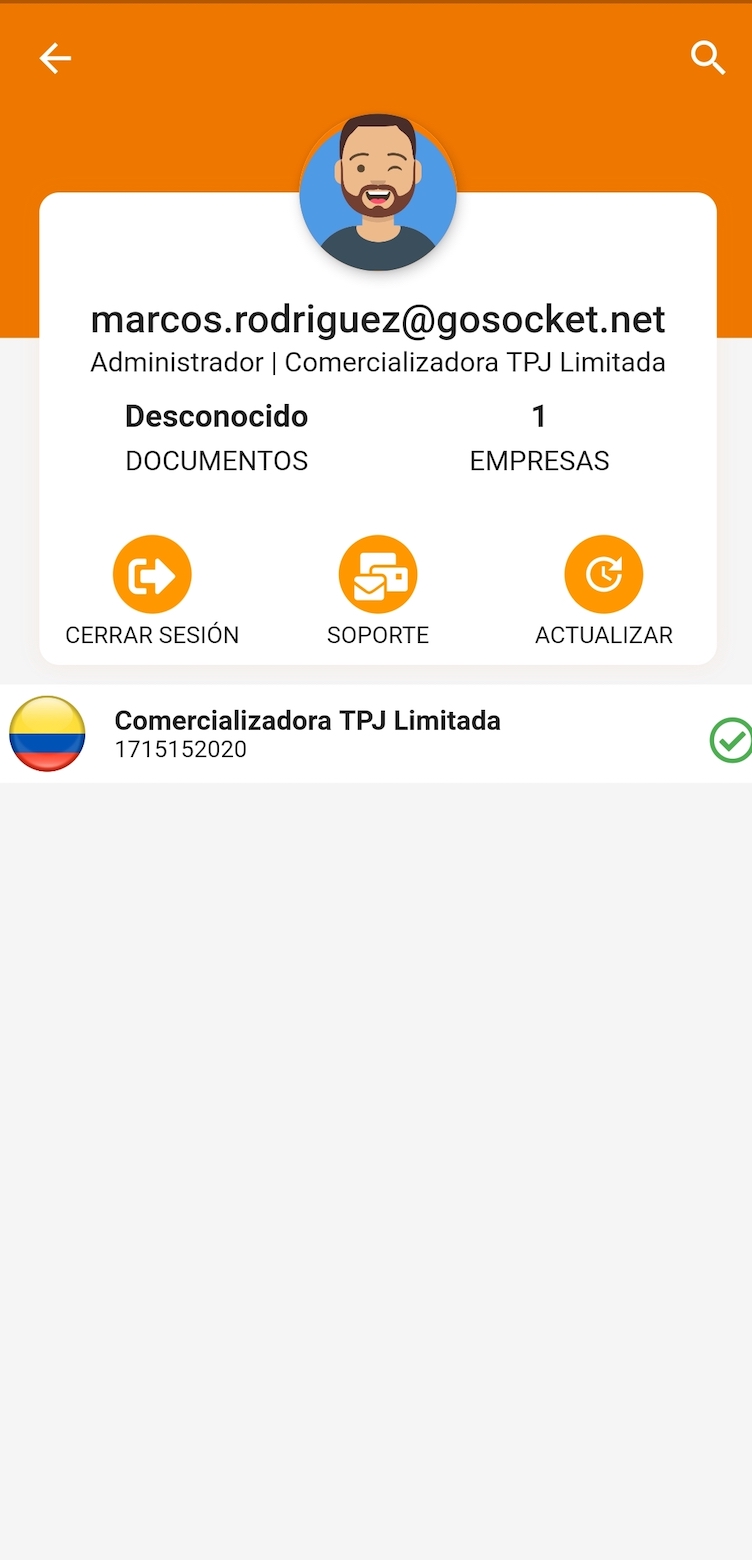 marcos.rodriguez@gosocket.net
Administrador | Comercializadora TPJ Limitada
Desconocido 1
DOCUMENTOS EMPRESAS
CERRAR SESIÓN SOPORTE ACTUALIZAR
Comercializadora TPJ Limitada
1715152020